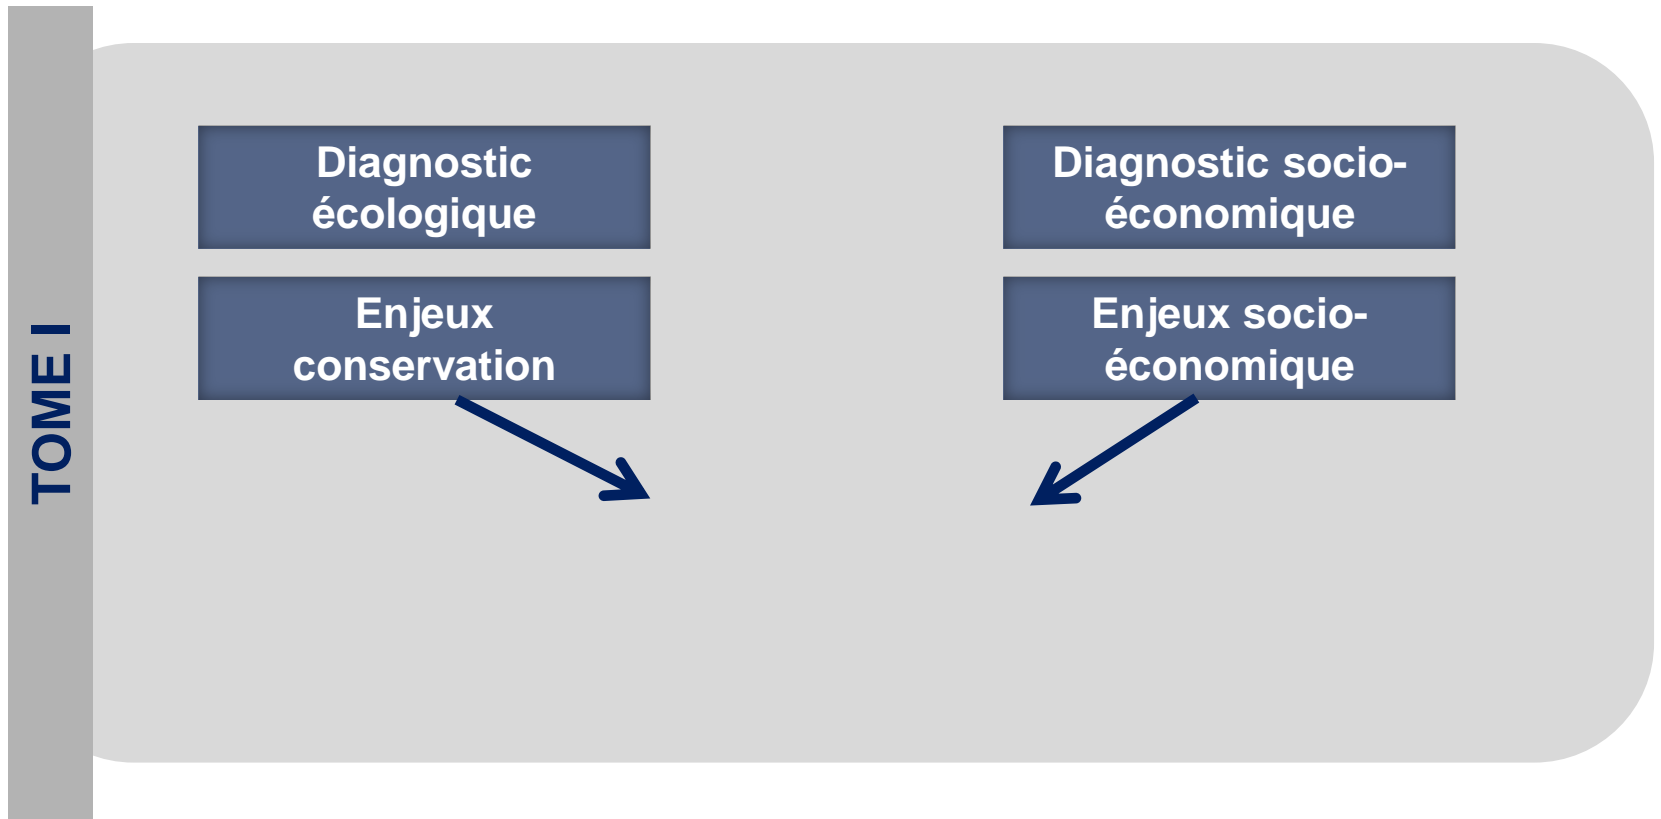 TOME I
Diagnostic
écologique
Diagnostic socio-
économique
Enjeux
conservation
Enjeux socio-
économique